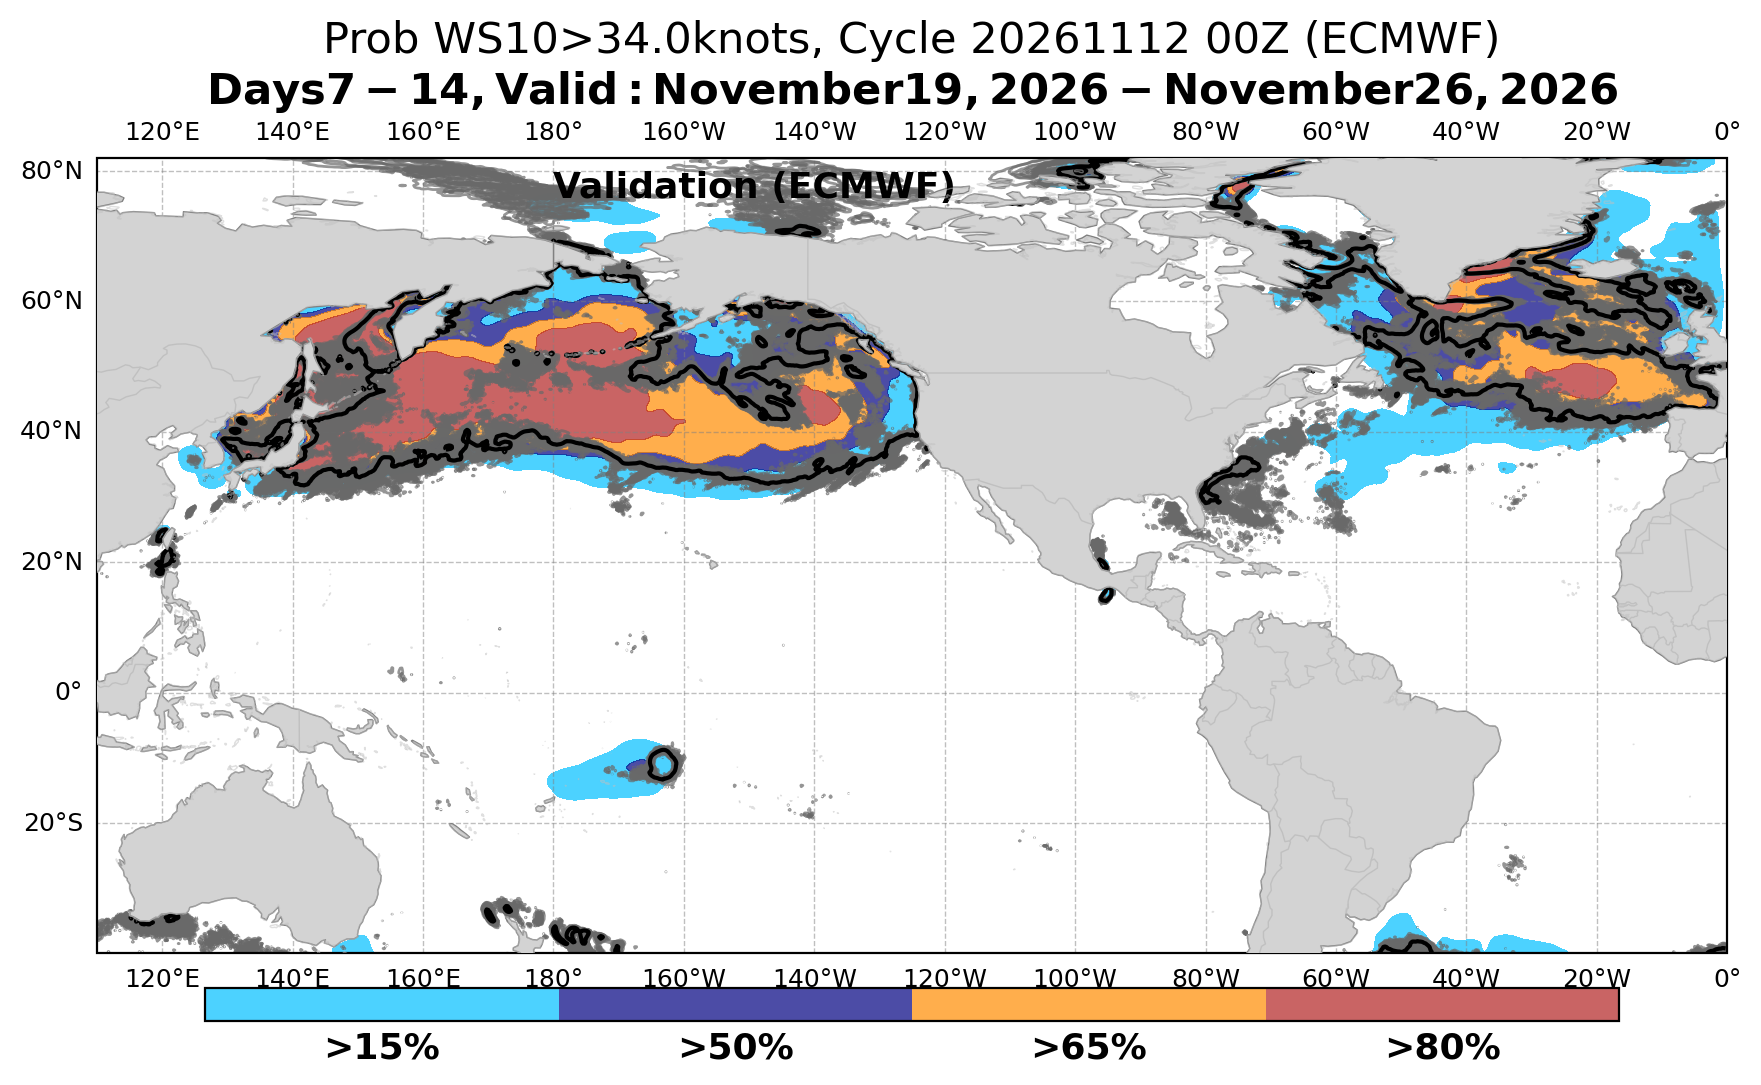 Prob WS10>34.0knots, Cycle 20261112 00Z (ECMWF)
Days7 − 14, Valid : November19, 2026 − November26, 2026
120°E 140°E 160°E 180° 160°W 140°W 120°W 100°W 80°W 60°W 40°W 20°W 0°
80°N
Validation (ECMWF)
60°N
40°N
20°N
0°
20°S
120°E 140°E 160°E 180° 160°W 140°W 120°W 100°W 80°W 60°W 40°W 20°W 0°
>15% >50% >65% >80%